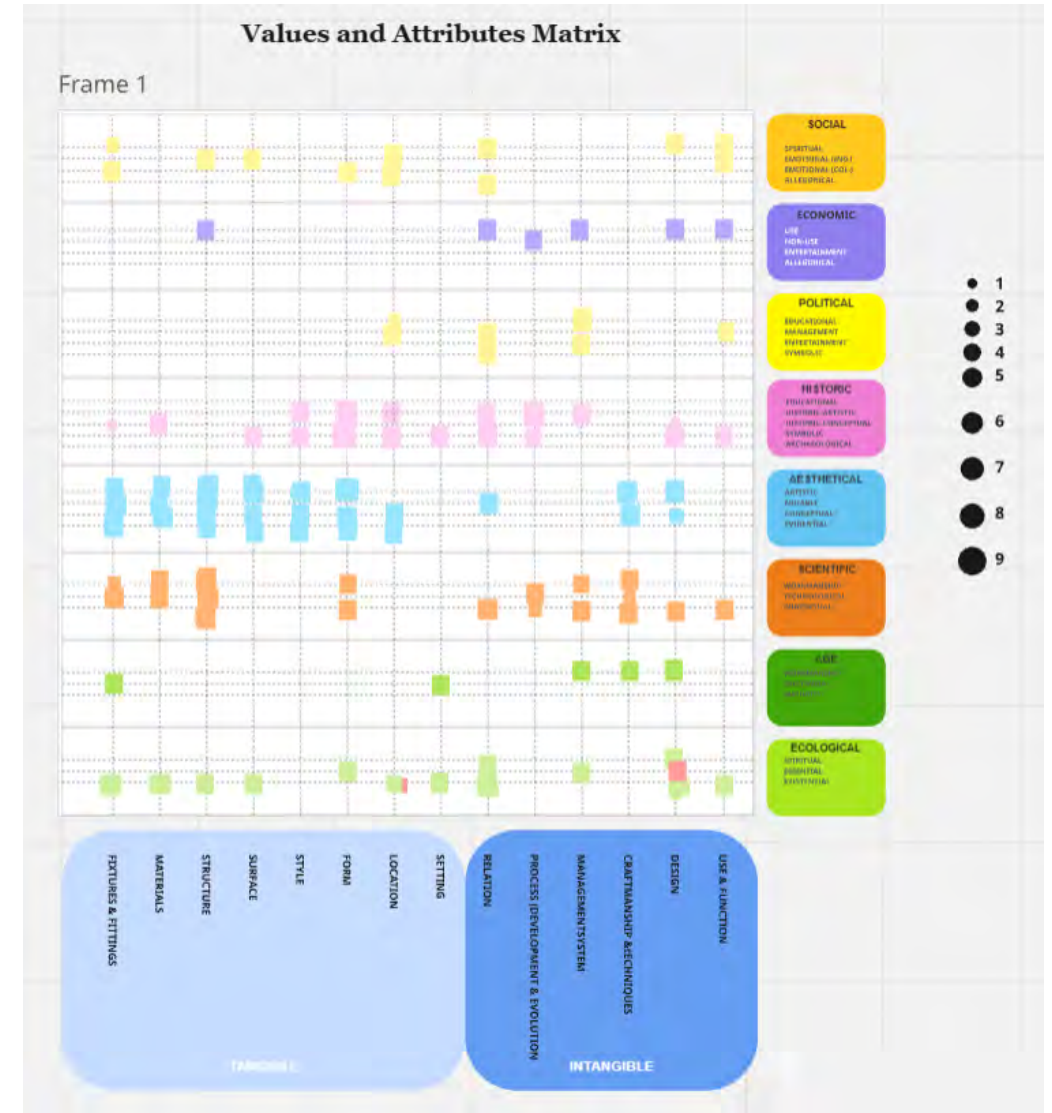 Values and Attributes Matrix
Frame 1
SOCIAL
SPIRITUAL
EMOTIONAL (IND.)
EMOTIONAL (COL.)
ALLEGORICAL
ECONOMIC
USE
NON-USE
ENTERTAINMENT
ALLEGORICAL
POLITICAL
EDUCATIONAL
MANAGEMENT
ENTERTAINMENT
SYMBOLIC
HISTORIC
EDUCATIONAL
HISTORIC-ARTISTIC
HISTORIC-CONCEPTUAL
SYMBOLIC
ARCHAEOLOGICAL
AESTHETICAL
ARTISTIC
CONCEPTUAL
EVIDENTIAL
SCIENTIFIC
WORKMANSHIP
TECHNOLOGICAL
AGE
ECOLOGICAL
SPIRITUAL
ESSENTIAL
EXISTENTIAL
1
2
3
4
5
6
7
8
9
FIXTURES & FITTINGS
MATERIALS
STRUCTURE
SURFACE
STYLE
FORM
LOCATION
SETTING
RELATION
PROCESS (DEVELOPMENT & EVOLUTION
MANAGEMENTSYSTEM
CRAFTMANSHIP &tECHNIQUES
DESIGN
USE & FUNCTION
TANGIBLE
INTANGIBLE